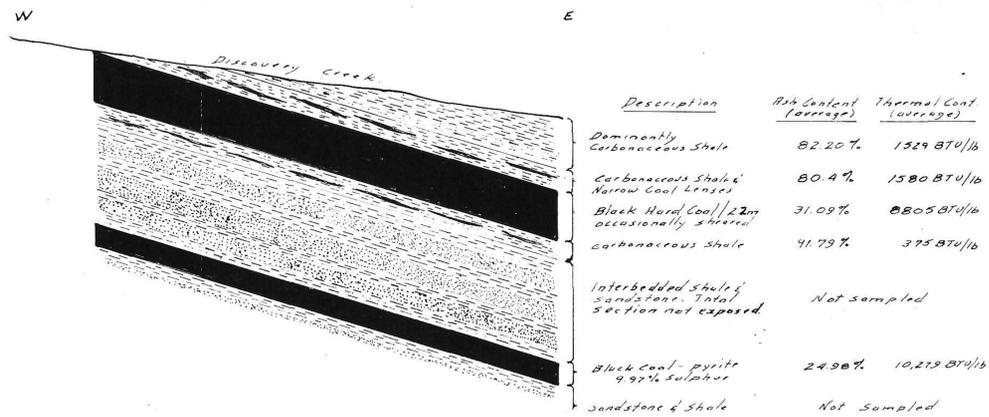 W
E
Discovery Creek
Description Ash Content Thermal Cont.
(average) (average)
Dominantly
Carbonaceous Shale 82.20% 1529 BTU/lb
Carbonaceous Shale & 80.4% 1580 BTU/lb
Narrow Coal Lenses
Black Hard Coal / 22m 31.09% 8805 BTU/lb
occasionally sheared
carbonaceous Shale 91.79% 375 BTU/lb
Interbedded Shale &
sandstone. Total Not Sampled
section not exposed.
Black Coal - pyrite 24.98% 10,279 BTU/lb
9.97% Sulphur
Sandstone & Shale Not Sampled